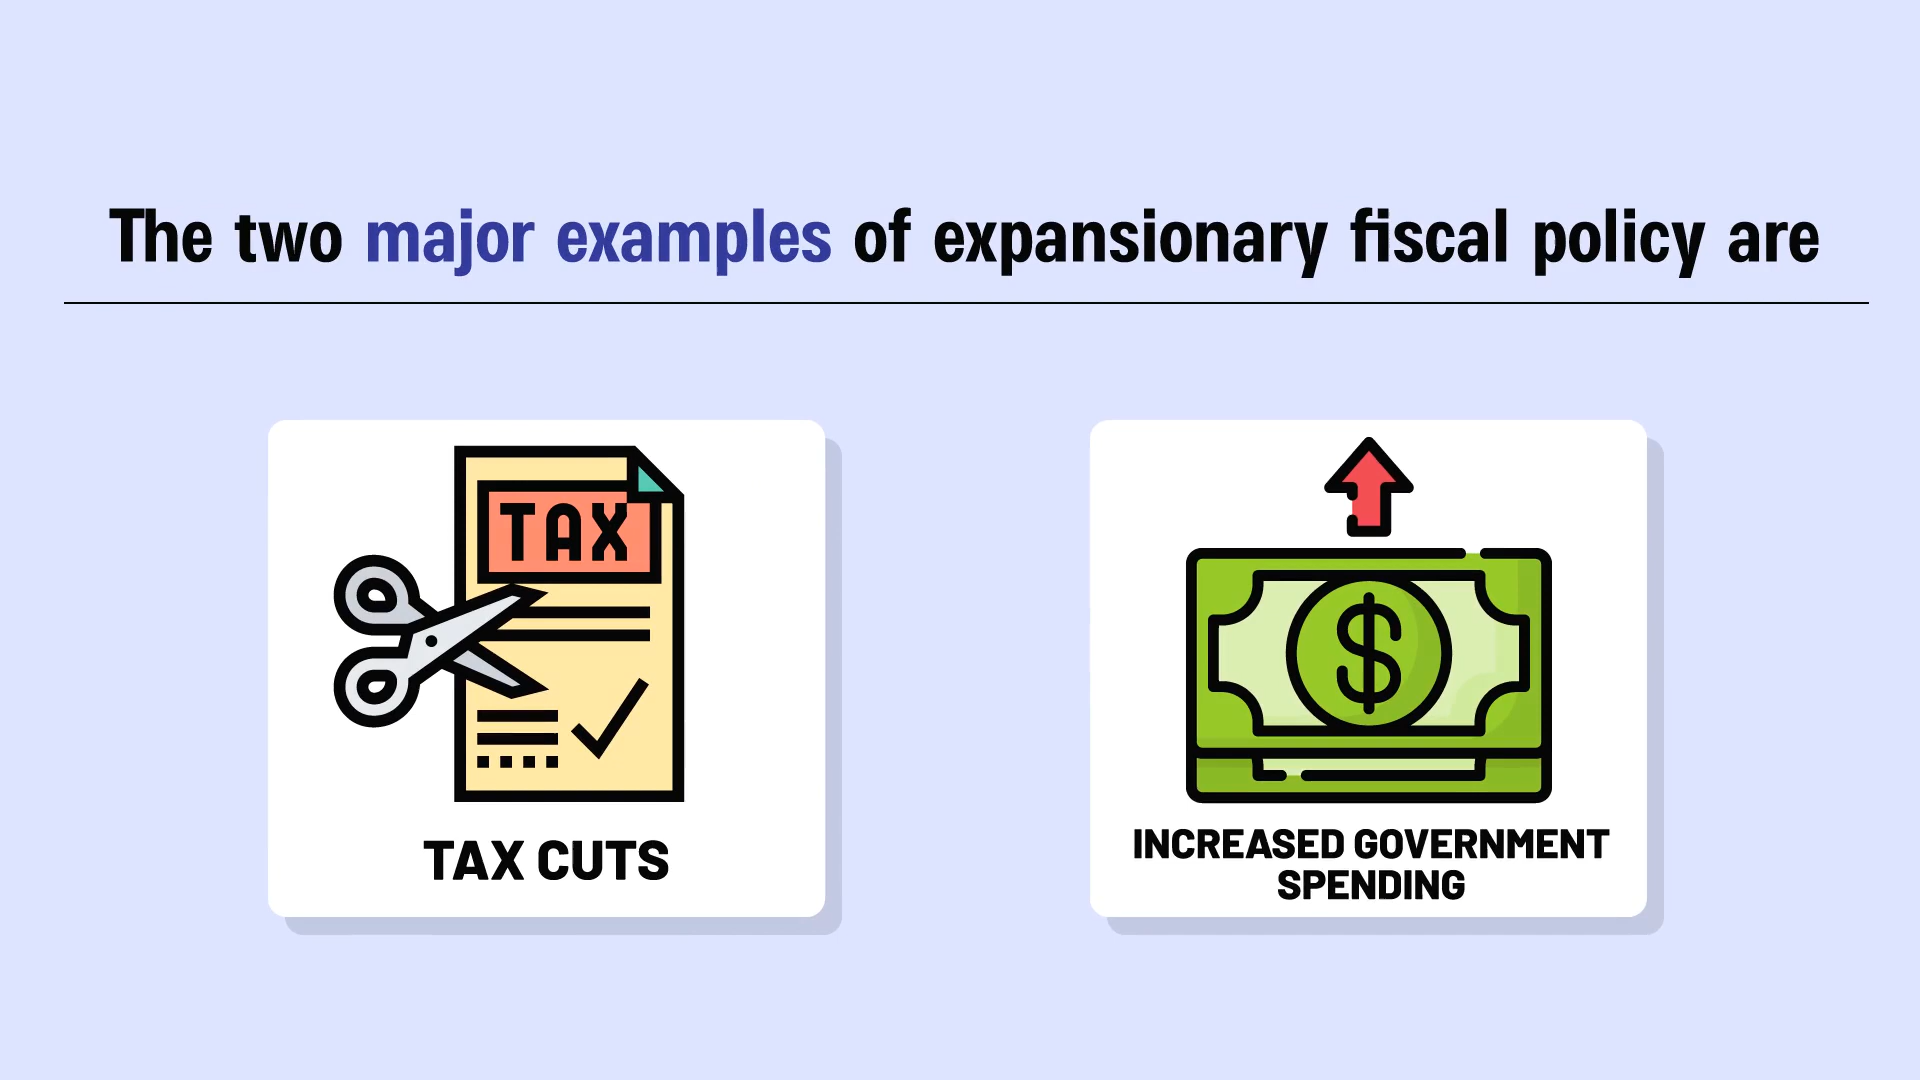 The two major examples of expansionary fiscal policy are
TAX
TAX CUTS
$
INCREASED GOVERNMENT
SPENDING